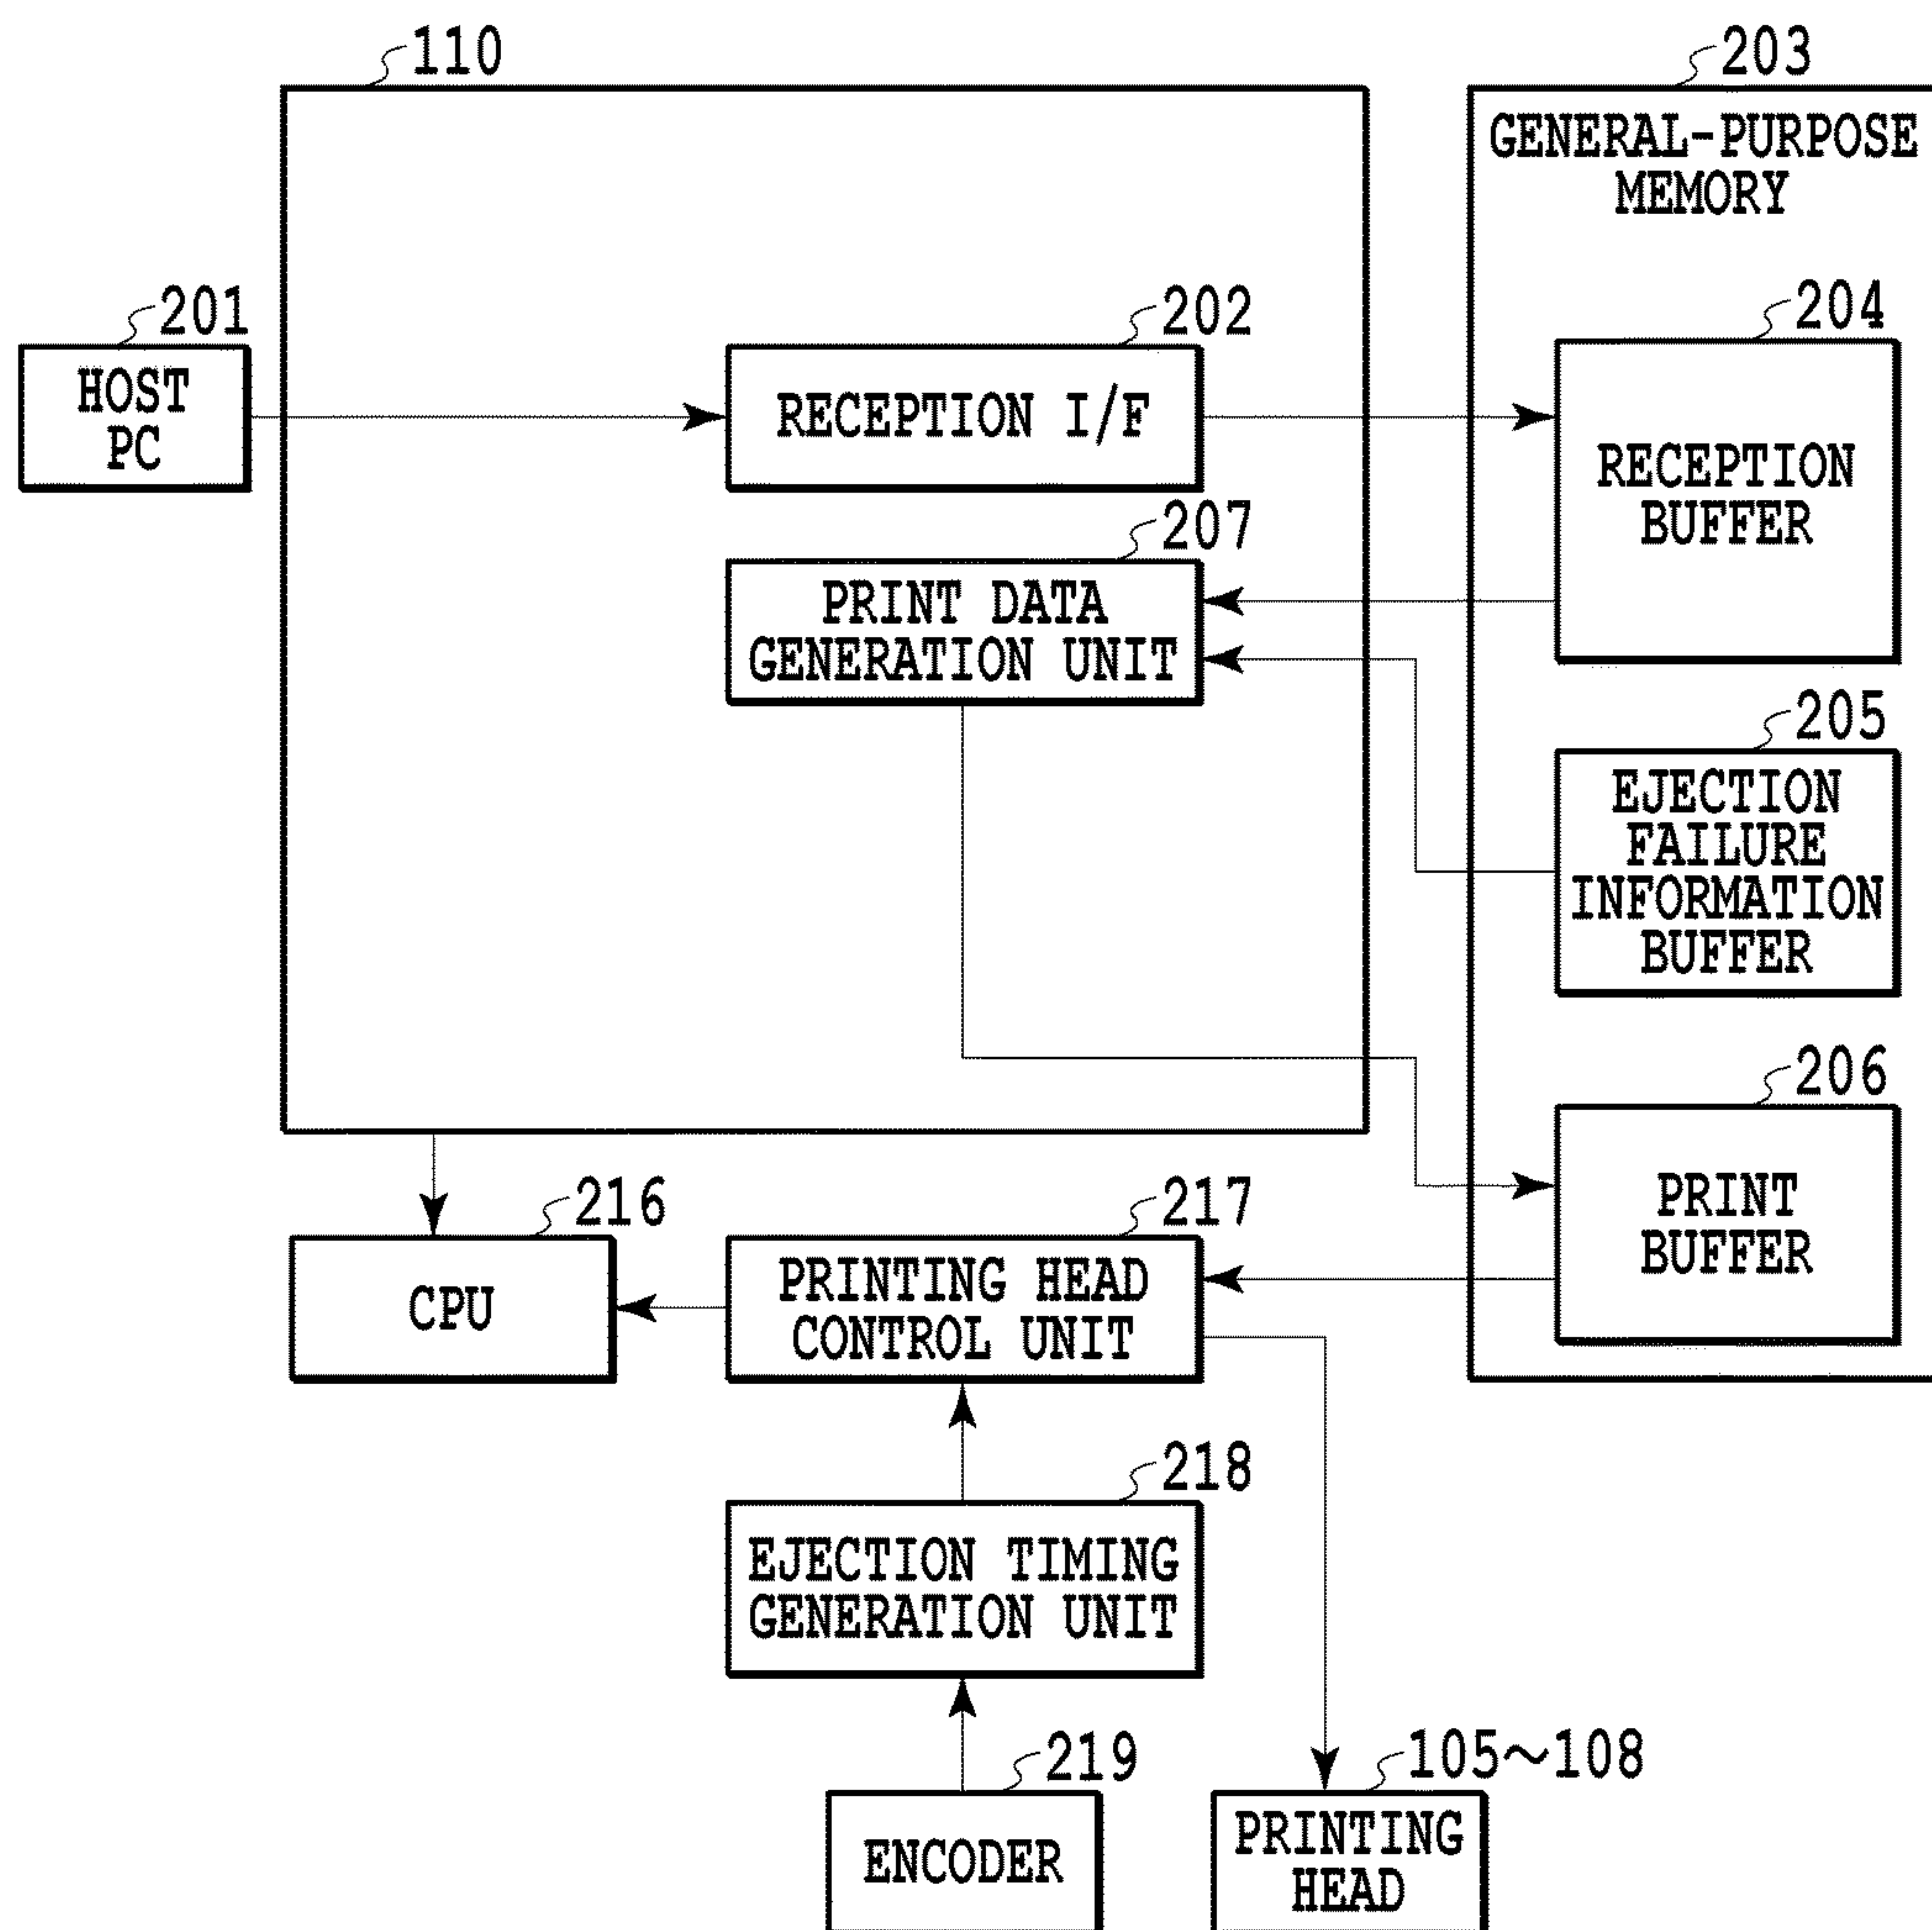 110
203
GENERAL-PURPOSE
MEMORY
201
HOST
PC
202
RECEPTION I/F
204
RECEPTION
BUFFER
207
PRINT DATA
GENERATION UNIT
205
EJECTION
FAILURE
INFORMATION
BUFFER
206
PRINT
BUFFER
216
CPU
217
PRINTING HEAD
CONTROL UNIT
218
EJECTION TIMING
GENERATION UNIT
219
ENCODER
105~108
PRINTING
HEAD